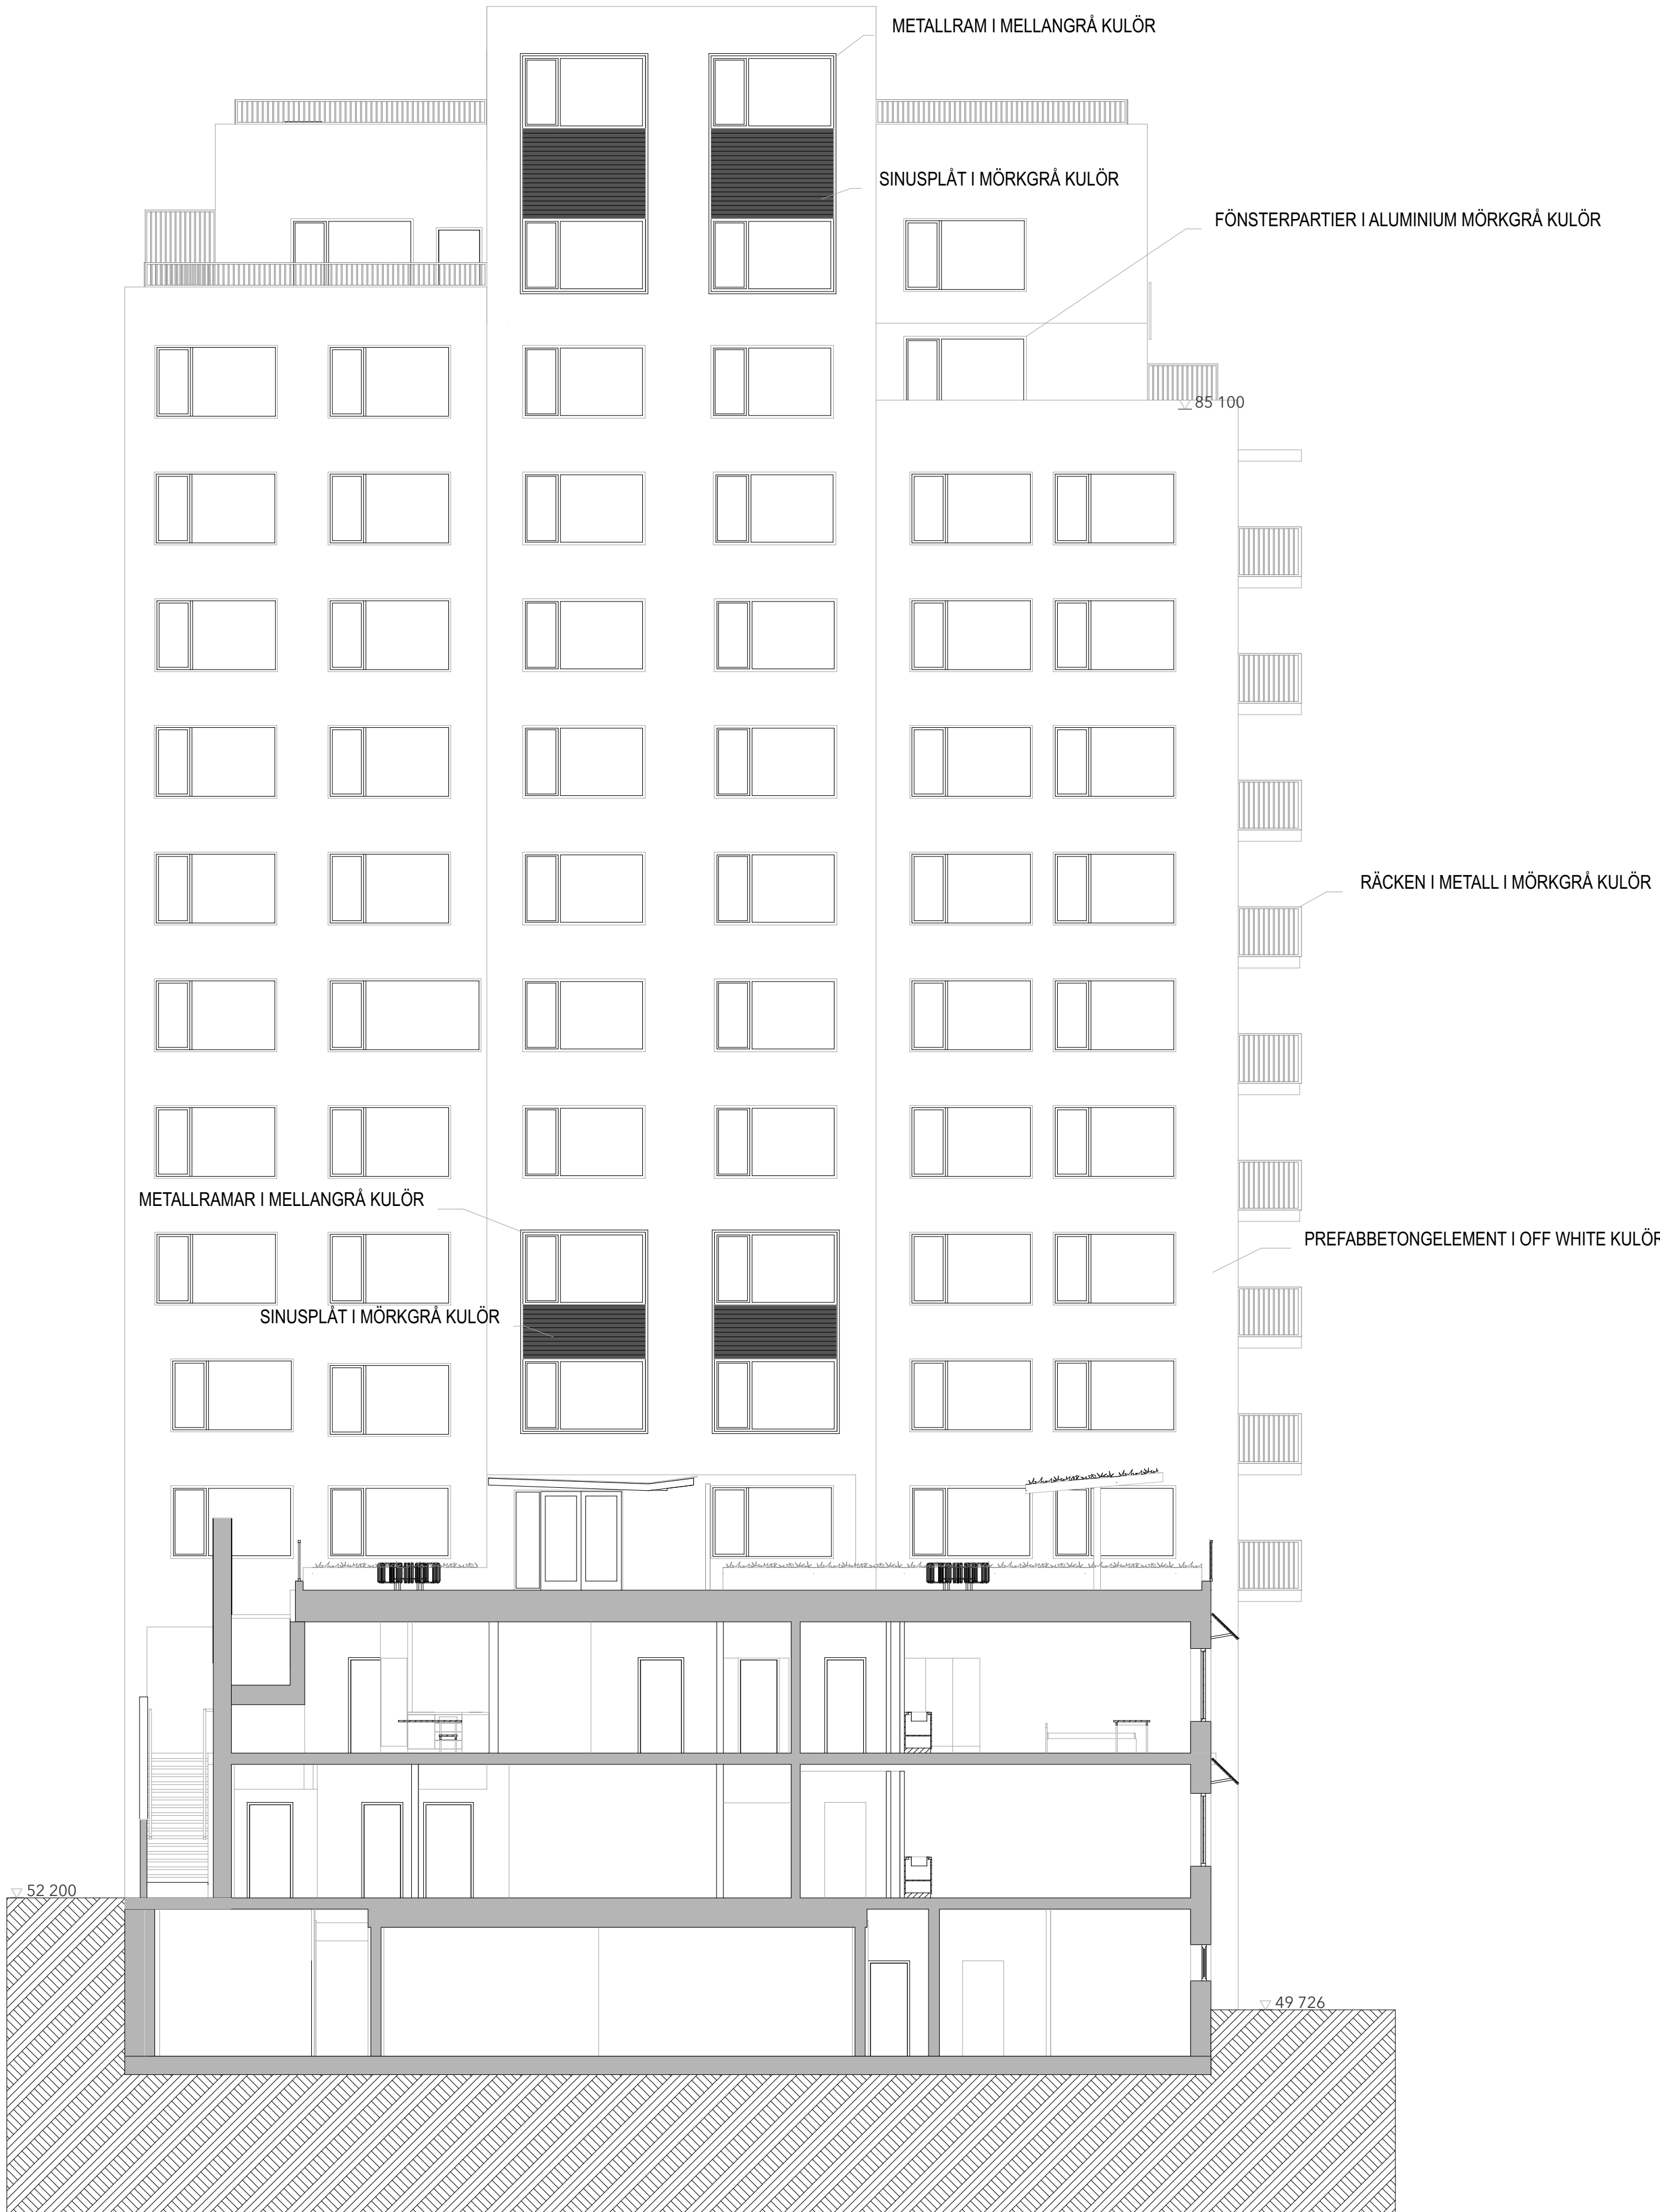 METALLRAM I MELLANGRÅ KULÖR
SINUSPLÅT I MÖRKGRÅ KULÖR
FÖNSTERPARTIER I ALUMINIUM MÖRKGRÅ KULÖR
85 100
RÄCKEN I METALL I MÖRKGRÅ KULÖR
METALLRAMAR I MELLANGRÅ KULÖR
PREFABBETONGELEMENT I OFF WHITE KULÖR
SINUSPLÅT I MÖRKGRÅ KULÖR
52 200
49 726